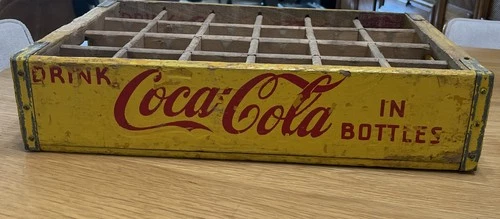 DRINK
Coca-Cola
IN
BOTTLES